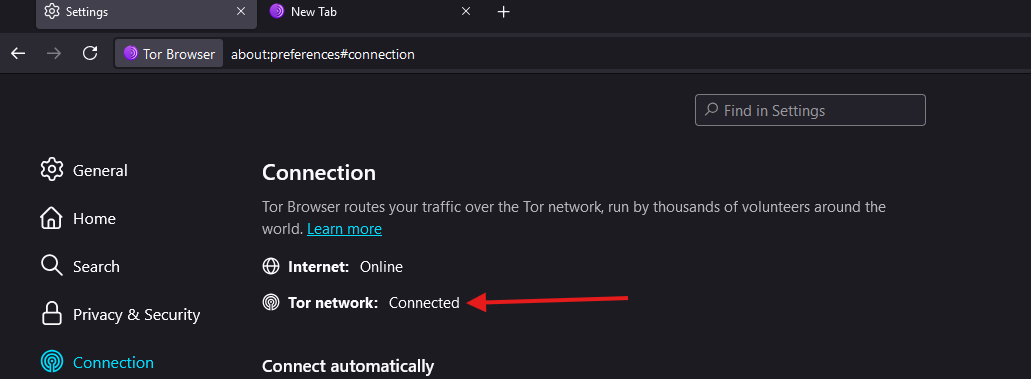 Settings
New Tab
Tor Browser about:preferences#connection
Find in Settings
General
Home
Search
Privacy & Security
Connection
Connection
Tor Browser routes your traffic over the Tor network, run by thousands of volunteers around the
world. Learn more
Internet: Online
Tor network: Connected
Connect automatically